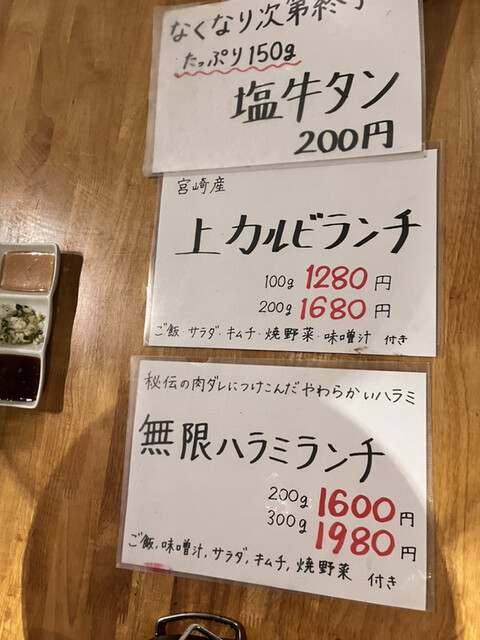 なくなり次第終了
たっぷり150g
塩牛タン
200円
宮崎産
上カルビランチ
100g 1280円
200g 1680円
ご飯・サラダ・キムチ・焼野菜・味噌汁 付き
秘伝の肉ダレにつけこんだやわらかいハラミ
無限ハラミランチ
200g 1600円
300g 1980円
ご飯,味噌汁,サラダ,キムチ,焼野菜 付き